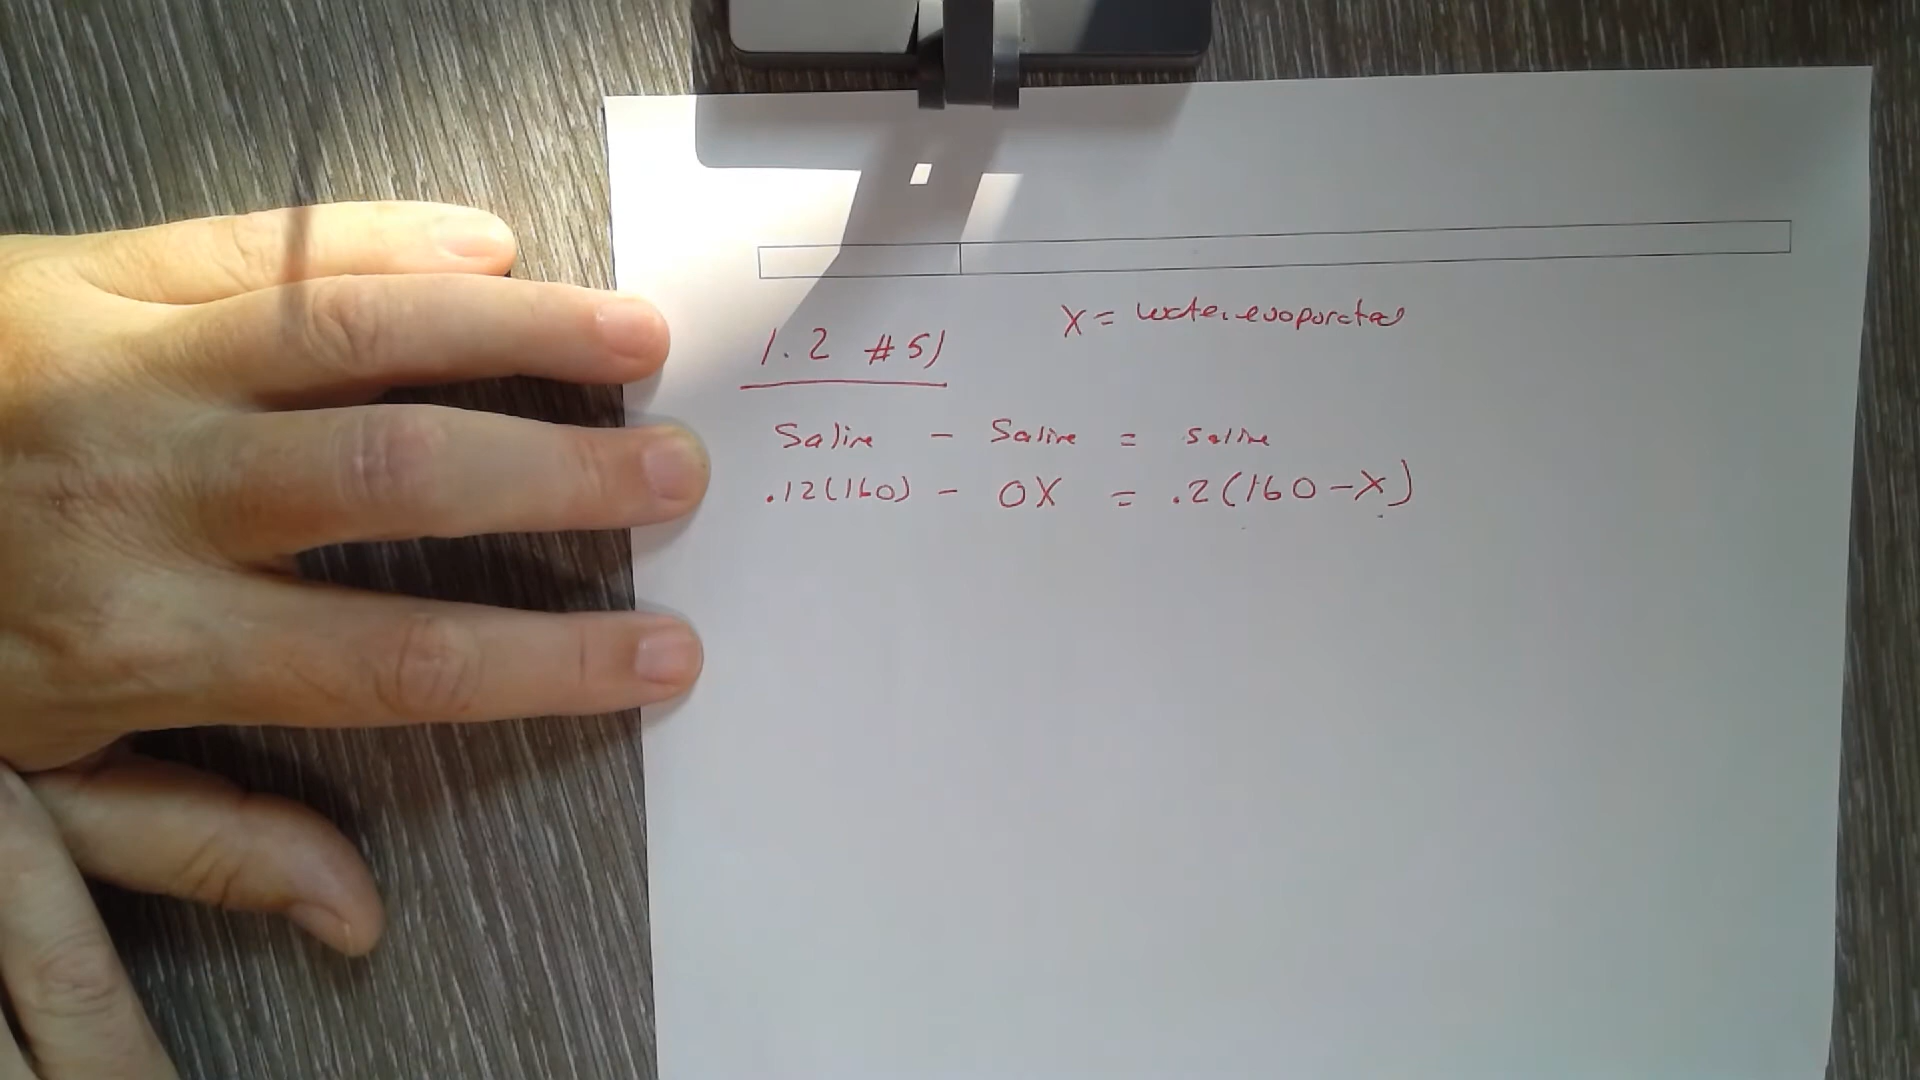 X = water evaporated
1.2 #51
Saline - Saline = saline
.12(160) - 0X = .2(160-X)